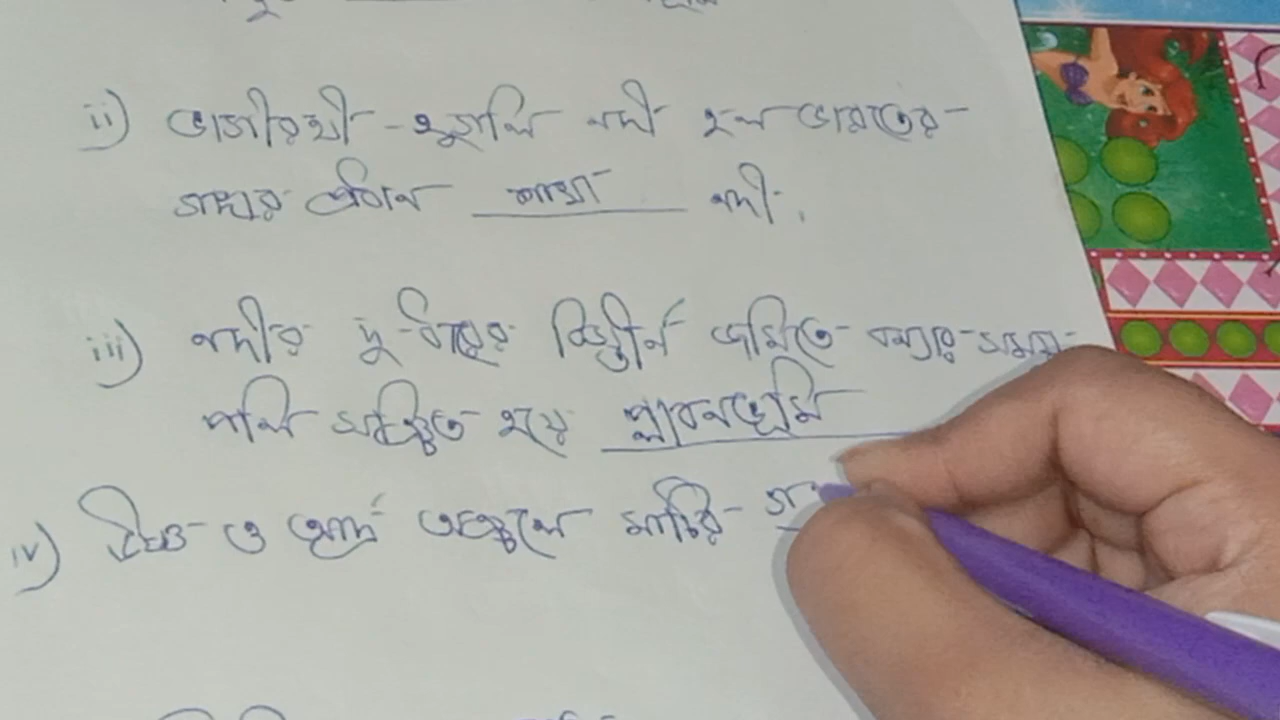 ii) ভাগীরথী - হুগলি নদী হল ভারতের
গঙ্গার প্রধান শাখা নদী.
iii) নদীর দু-ধারের বিস্তীর্ণ জমিতে বন্যার সময়
পলি সঞ্চিত হয়ে প্লাবনভূমি
iv) ও আর্দ্র অঞ্চলে মাটির